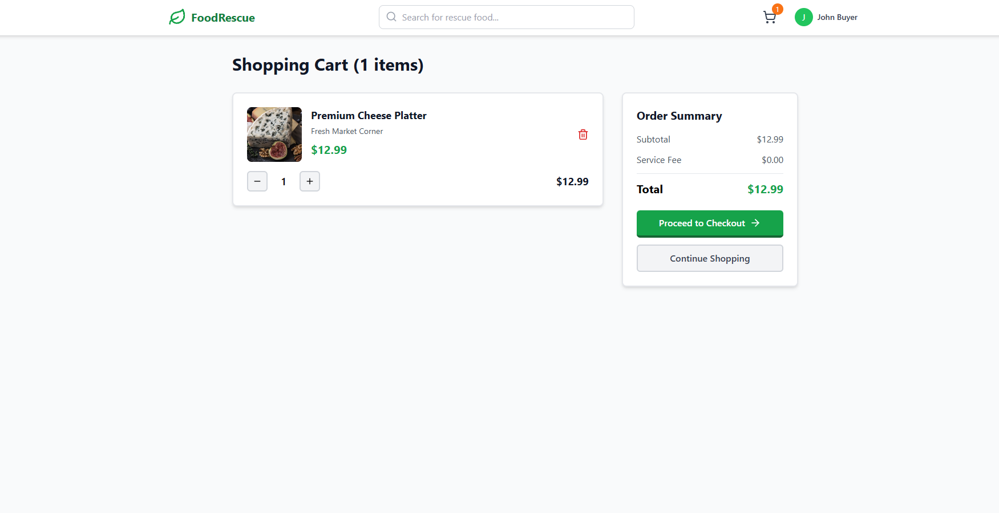 FoodRescue
Search for rescue food...
1
J
John Buyer
Shopping Cart (1 items)
Premium Cheese Platter
Fresh Market Corner
$12.99
1
$12.99
Order Summary
Subtotal $12.99
Service Fee $0.00
Total $12.99
Proceed to Checkout
Continue Shopping